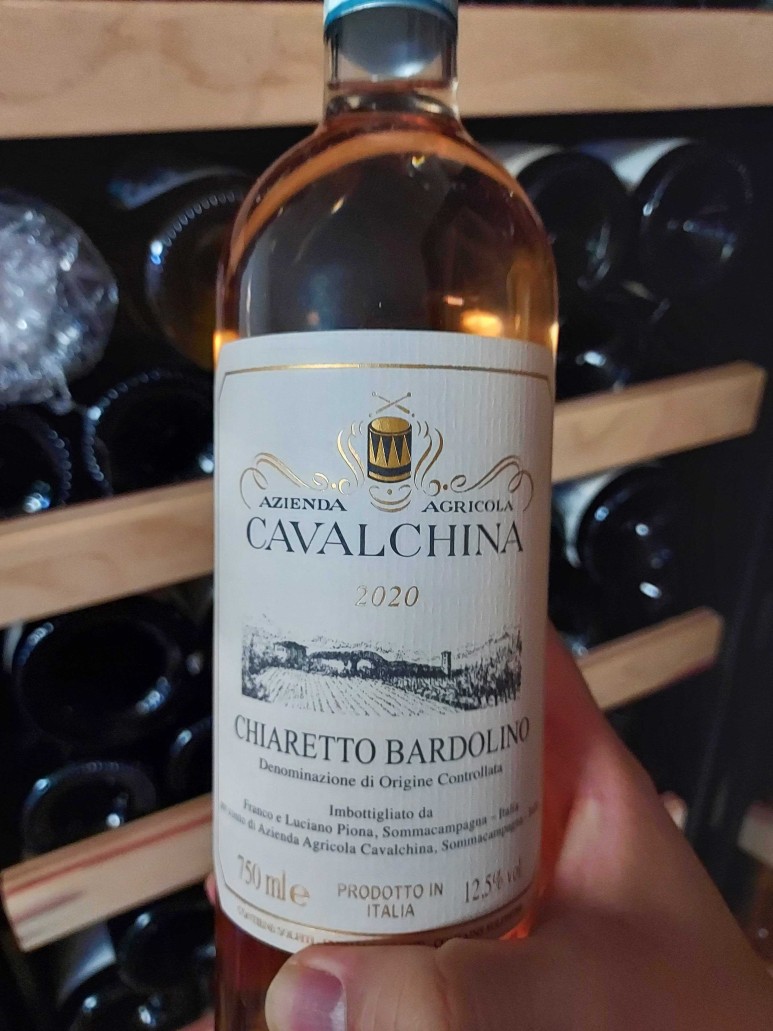 AZIENDA AGRICOLA
CAVALCHINA
2020
CHIARETTO BARDOLINO
Denominazione di Origine Controllata
Imbottigliato da
Franco e Luciano Piona, Sommacampagna - Italia
conto di Azienda Agricola Cavalchina, Sommacampagna
750 ml e PRODOTTO IN ITALIA 12,5% vol